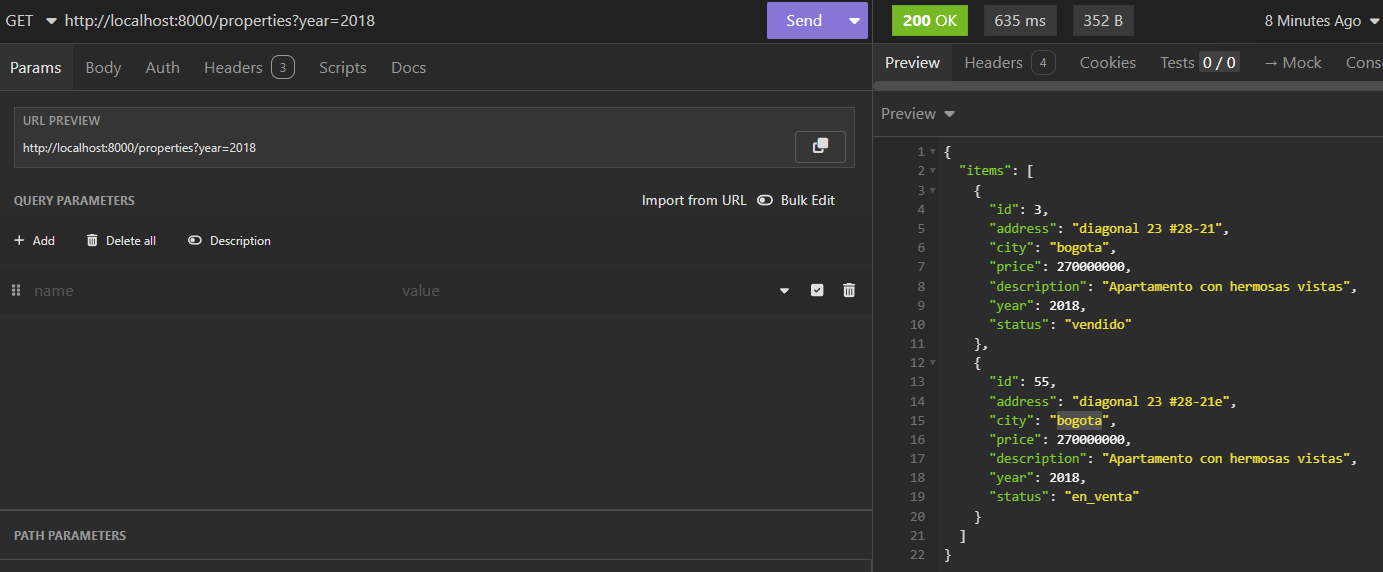 GET http://localhost:8000/properties?year=2018 Send
Params Body Auth Headers 3 Scripts Docs
URL PREVIEW
http://localhost:8000/properties?year=2018
QUERY PARAMETERS Import from URL Bulk Edit
+ Add Delete all Description
name value
PATH PARAMETERS
200 OK 635 ms 352 B 8 Minutes Ago
Preview Headers 4 Cookies Tests 0 / 0 → Mock Cons
Preview
1 {
2 "items": [
3 {
4 "id": 3,
5 "address": "diagonal 23 #28-21",
6 "city": "bogota",
7 "price": 270000000,
8 "description": "Apartamento con hermosas vistas",
9 "year": 2018,
10 "status": "vendido"
11 },
12 {
13 "id": 55,
14 "address": "diagonal 23 #28-21e",
15 "city": "bogota",
16 "price": 270000000,
17 "description": "Apartamento con hermosas vistas",
18 "year": 2018,
19 "status": "en_venta"
20 }
21 ]
22 }